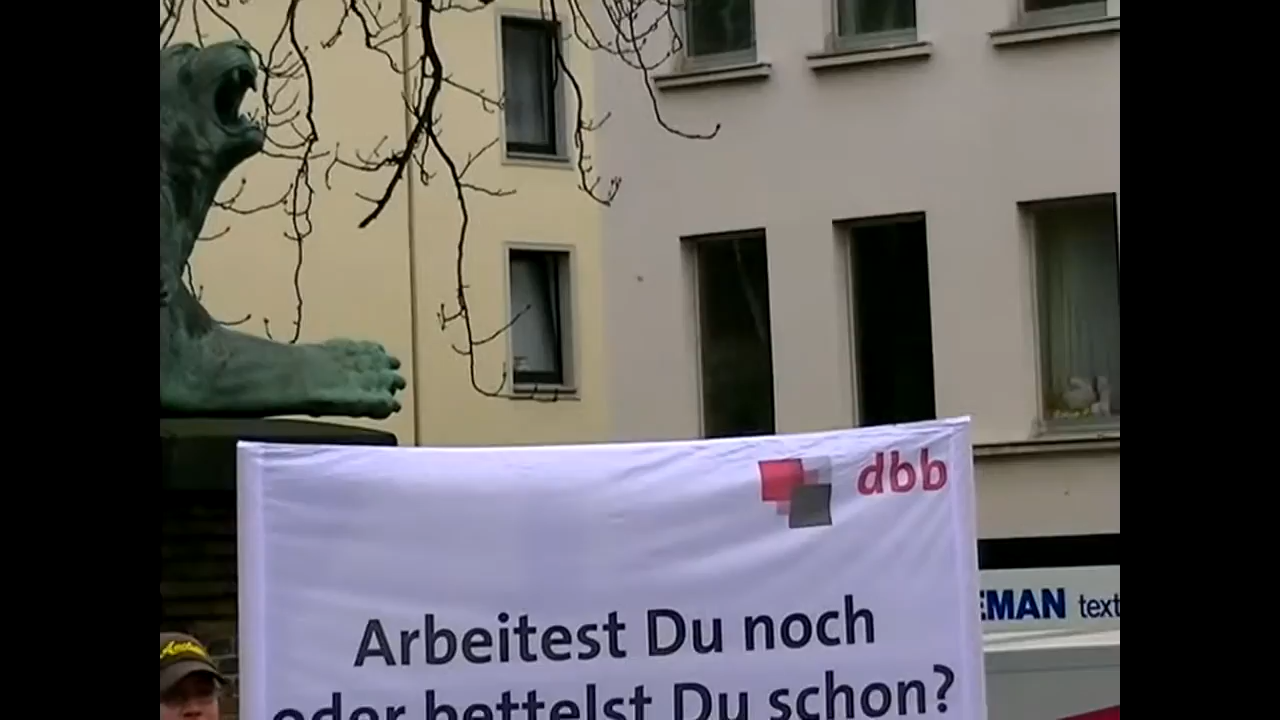 dbb
EMAN text
Arbeitest Du noch
oder bettelst Du schon?